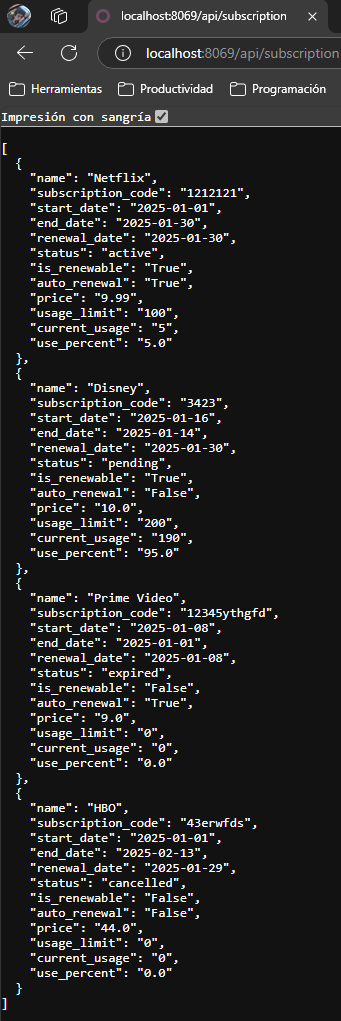 localhost:8069/api/subscription
localhost:8069/api/subscription
Herramientas
Productividad
Programación
Impresión con sangría
[
  {
    "name": "Netflix",
    "subscription_code": "1212121",
    "start_date": "2025-01-01",
    "end_date": "2025-01-30",
    "renewal_date": "2025-01-30",
    "status": "active",
    "is_renewable": "True",
    "auto_renewal": "True",
    "price": "9.99",
    "usage_limit": "100",
    "current_usage": "5",
    "use_percent": "5.0"
  },
  {
    "name": "Disney",
    "subscription_code": "3423",
    "start_date": "2025-01-16",
    "end_date": "2025-01-14",
    "renewal_date": "2025-01-30",
    "status": "pending",
    "is_renewable": "True",
    "auto_renewal": "False",
    "price": "10.0",
    "usage_limit": "200",
    "current_usage": "190",
    "use_percent": "95.0"
  },
  {
    "name": "Prime Video",
    "subscription_code": "12345ythgfd",
    "start_date": "2025-01-08",
    "end_date": "2025-01-01",
    "renewal_date": "2025-01-08",
    "status": "expired",
    "is_renewable": "False",
    "auto_renewal": "True",
    "price": "9.0",
    "usage_limit": "0",
    "current_usage": "0",
    "use_percent": "0.0"
  },
  {
    "name": "HBO",
    "subscription_code": "43erwfds",
    "start_date": "2025-01-01",
    "end_date": "2025-02-13",
    "renewal_date": "2025-01-29",
    "status": "cancelled",
    "is_renewable": "False",
    "auto_renewal": "False",
    "price": "44.0",
    "usage_limit": "0",
    "current_usage": "0",
    "use_percent": "0.0"
  }
]